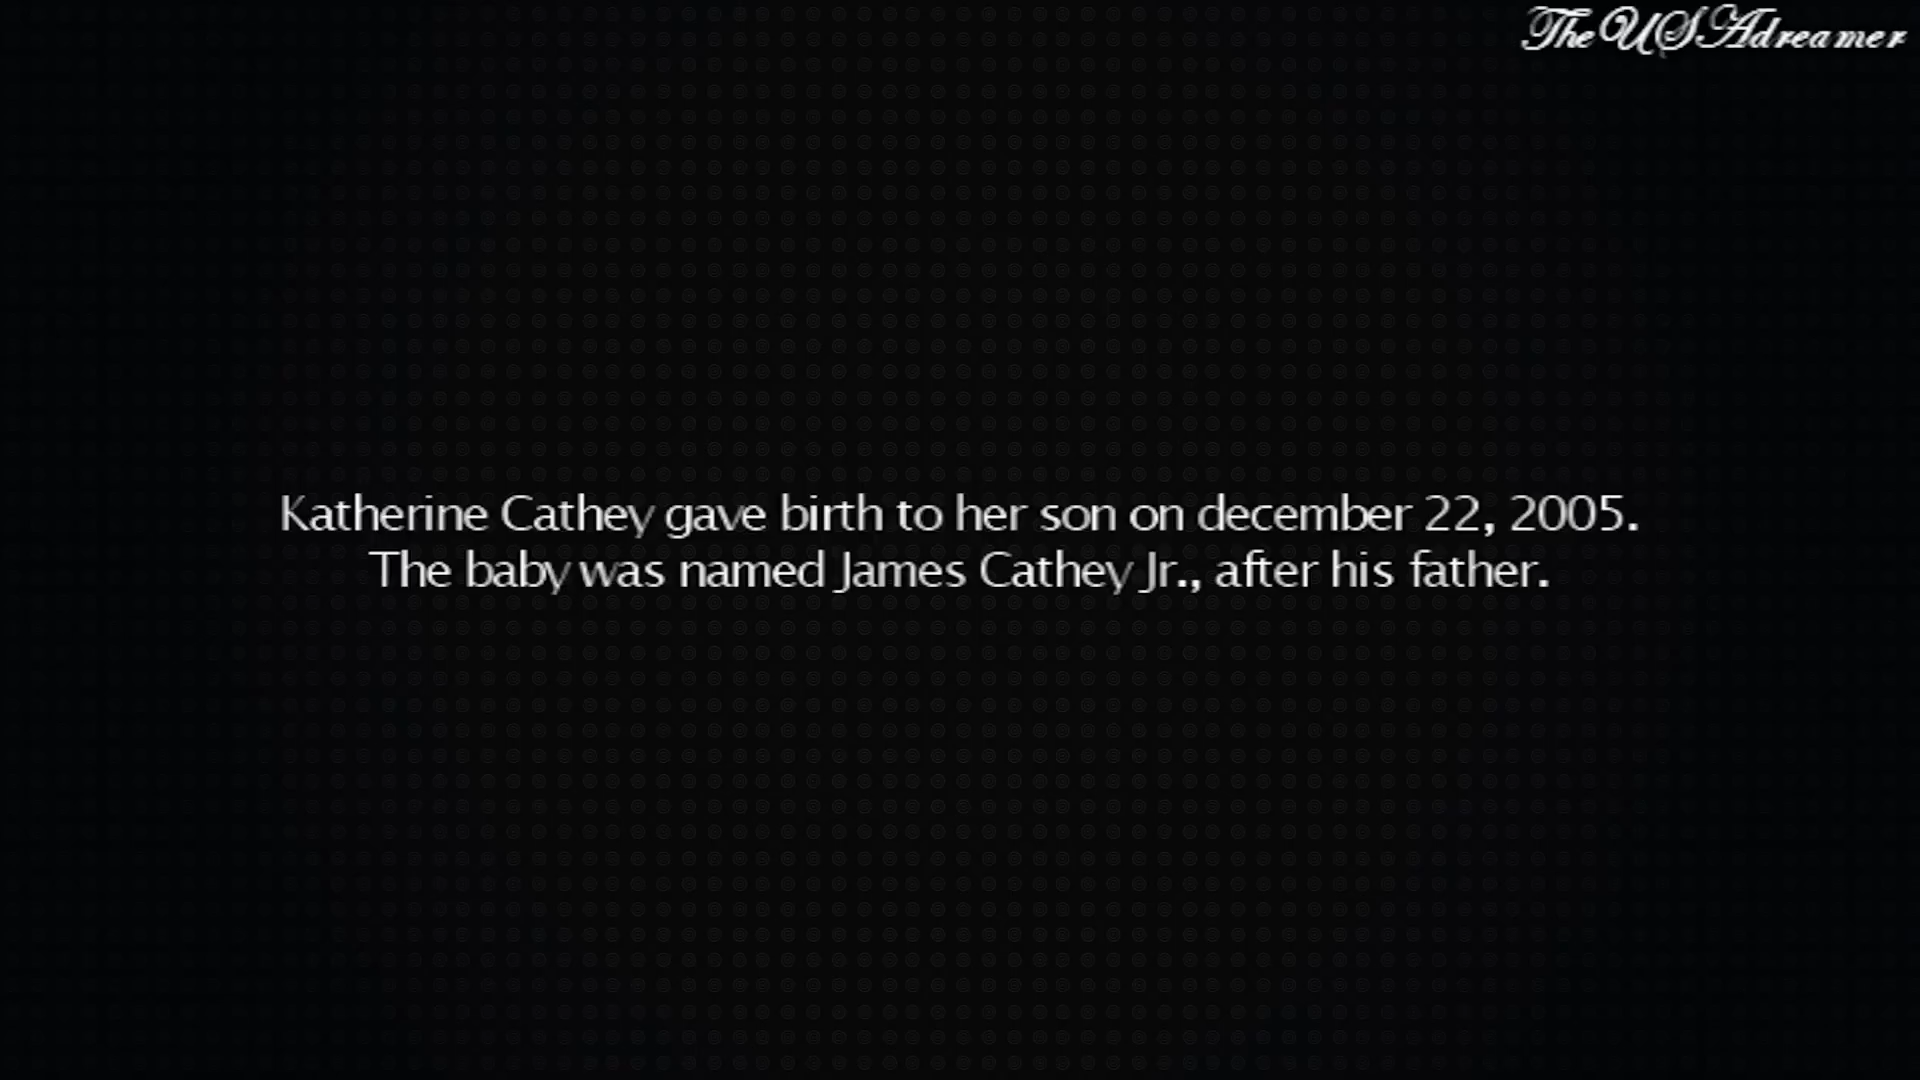 TheUSAdreamer
Katherine Cathey gave birth to her son on december 22, 2005.
The baby was named James Cathey Jr., after his father.